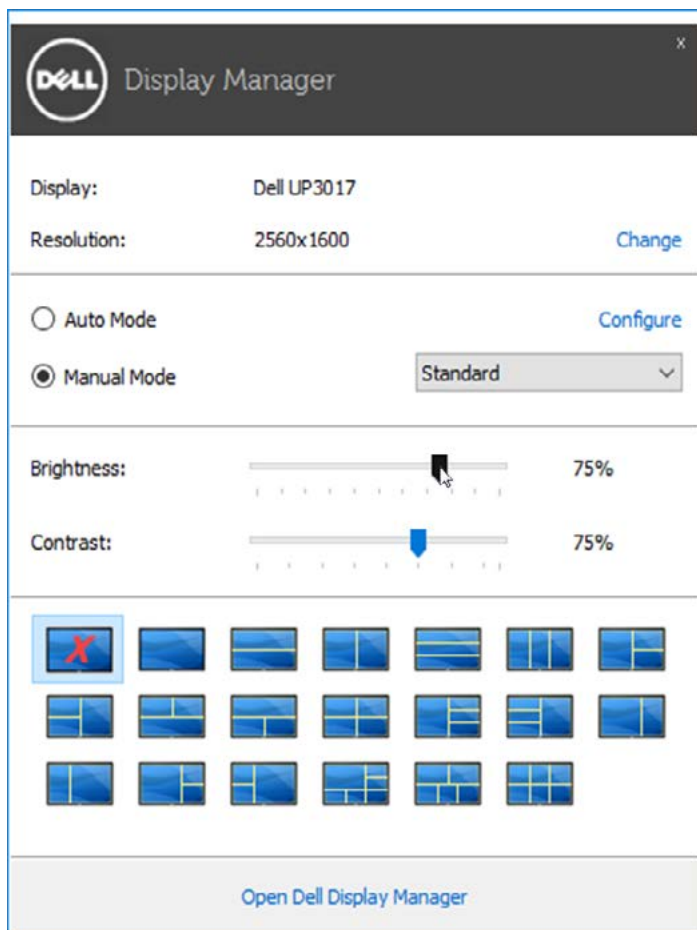 DELL Display Manager x
Display: Dell UP3017
Resolution: 2560x1600 Change
Auto Mode Configure
Manual Mode Standard
Brightness: 75%
Contrast: 75%
Open Dell Display Manager